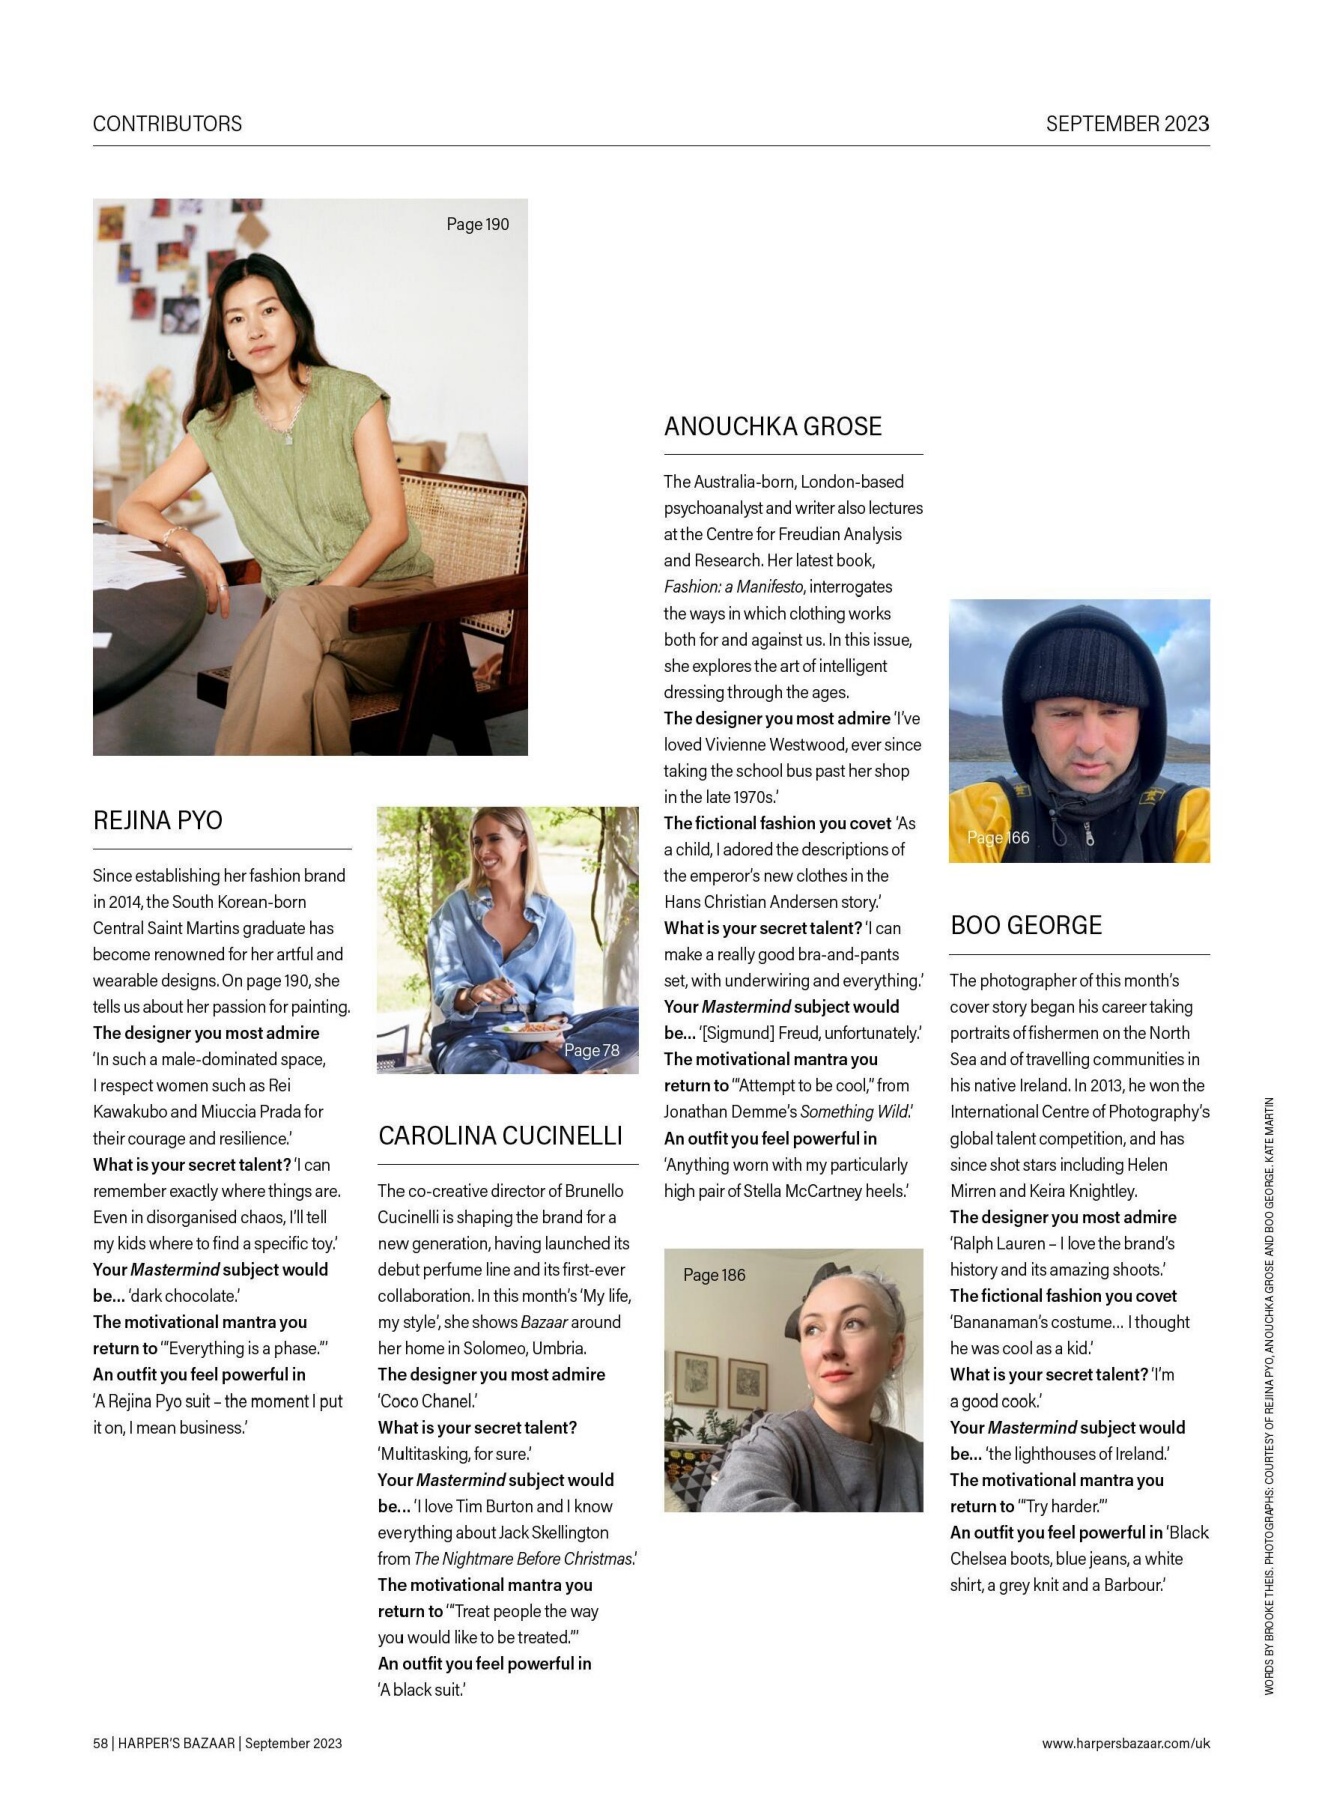 CONTRIBUTORS
SEPTEMBER 2023
Page 190
REJINA PYO
Since establishing her fashion brand
in 2014, the South Korean-born
Central Saint Martins graduate has
become renowned for her artful and
wearable designs. On page 190, she
tells us about her passion for painting.
The designer you most admire
‘In such a male-dominated space,
I respect women such as Rei
Kawakubo and Miuccia Prada for
their courage and resilience.’
What is your secret talent? ‘I can
remember exactly where things are.
Even in disorganised chaos, I’ll tell
my kids where to find a specific toy.’
Your Mastermind subject would
be... ‘dark chocolate.’
The motivational mantra you
return to ‘“Everything is a phase.”’
An outfit you feel powerful in
‘A Rejina Pyo suit – the moment I put
it on, I mean business.’
Page 78
CAROLINA CUCINELLI
The co-creative director of Brunello
Cucinelli is shaping the brand for a
new generation, having launched its
debut perfume line and its first-ever
collaboration. In this month’s ‘My life,
my style’, she shows Bazaar around
her home in Solomeo, Umbria.
The designer you most admire
‘Coco Chanel.’
What is your secret talent?
‘Multitasking, for sure.’
Your Mastermind subject would
be... ‘I love Tim Burton and I know
everything about Jack Skellington
from The Nightmare Before Christmas.’
The motivational mantra you
return to ‘“Treat people the way
you would like to be treated.”’
An outfit you feel powerful in
‘A black suit.’
ANOUCHKA GROSE
The Australia-born, London-based
psychoanalyst and writer also lectures
at the Centre for Freudian Analysis
and Research. Her latest book,
Fashion: a Manifesto, interrogates
the ways in which clothing works
both for and against us. In this issue,
she explores the art of intelligent
dressing through the ages.
The designer you most admire ‘I’ve
loved Vivienne Westwood, ever since
taking the school bus past her shop
in the late 1970s.’
The fictional fashion you covet ‘As
a child, I adored the descriptions of
the emperor’s new clothes in the
Hans Christian Andersen story.’
What is your secret talent? ‘I can
make a really good bra-and-pants
set, with underwiring and everything.’
Your Mastermind subject would
be... ‘[Sigmund] Freud, unfortunately.’
The motivational mantra you
return to ‘“Attempt to be cool,” from
Jonathan Demme’s Something Wild.’
An outfit you feel powerful in
‘Anything worn with my particularly
high pair of Stella McCartney heels.’
Page 186
Page 166
BOO GEORGE
The photographer of this month’s
cover story began his career taking
portraits of fishermen on the North
Sea and of travelling communities in
his native Ireland. In 2013, he won the
International Centre of Photography’s
global talent competition, and has
since shot stars including Helen
Mirren and Keira Knightley.
The designer you most admire
‘Ralph Lauren – I love the brand’s
history and its amazing shoots.’
The fictional fashion you covet
‘Bananaman’s costume... I thought
he was cool as a kid.’
What is your secret talent? ‘I’m
a good cook.’
Your Mastermind subject would
be... ‘the lighthouses of Ireland.’
The motivational mantra you
return to ‘“Try harder.”’
An outfit you feel powerful in ‘Black
Chelsea boots, blue jeans, a white
shirt, a grey knit and a Barbour.’
WORDS BY BROOKE THEIS. PHOTOGRAPHS: COURTESY OF REJINA PYO, ANOUCHKA GROSE AND BOO GEORGE. KATE MARTIN
58 | HARPER’S BAZAAR | September 2023
www.harpersbazaar.com/uk